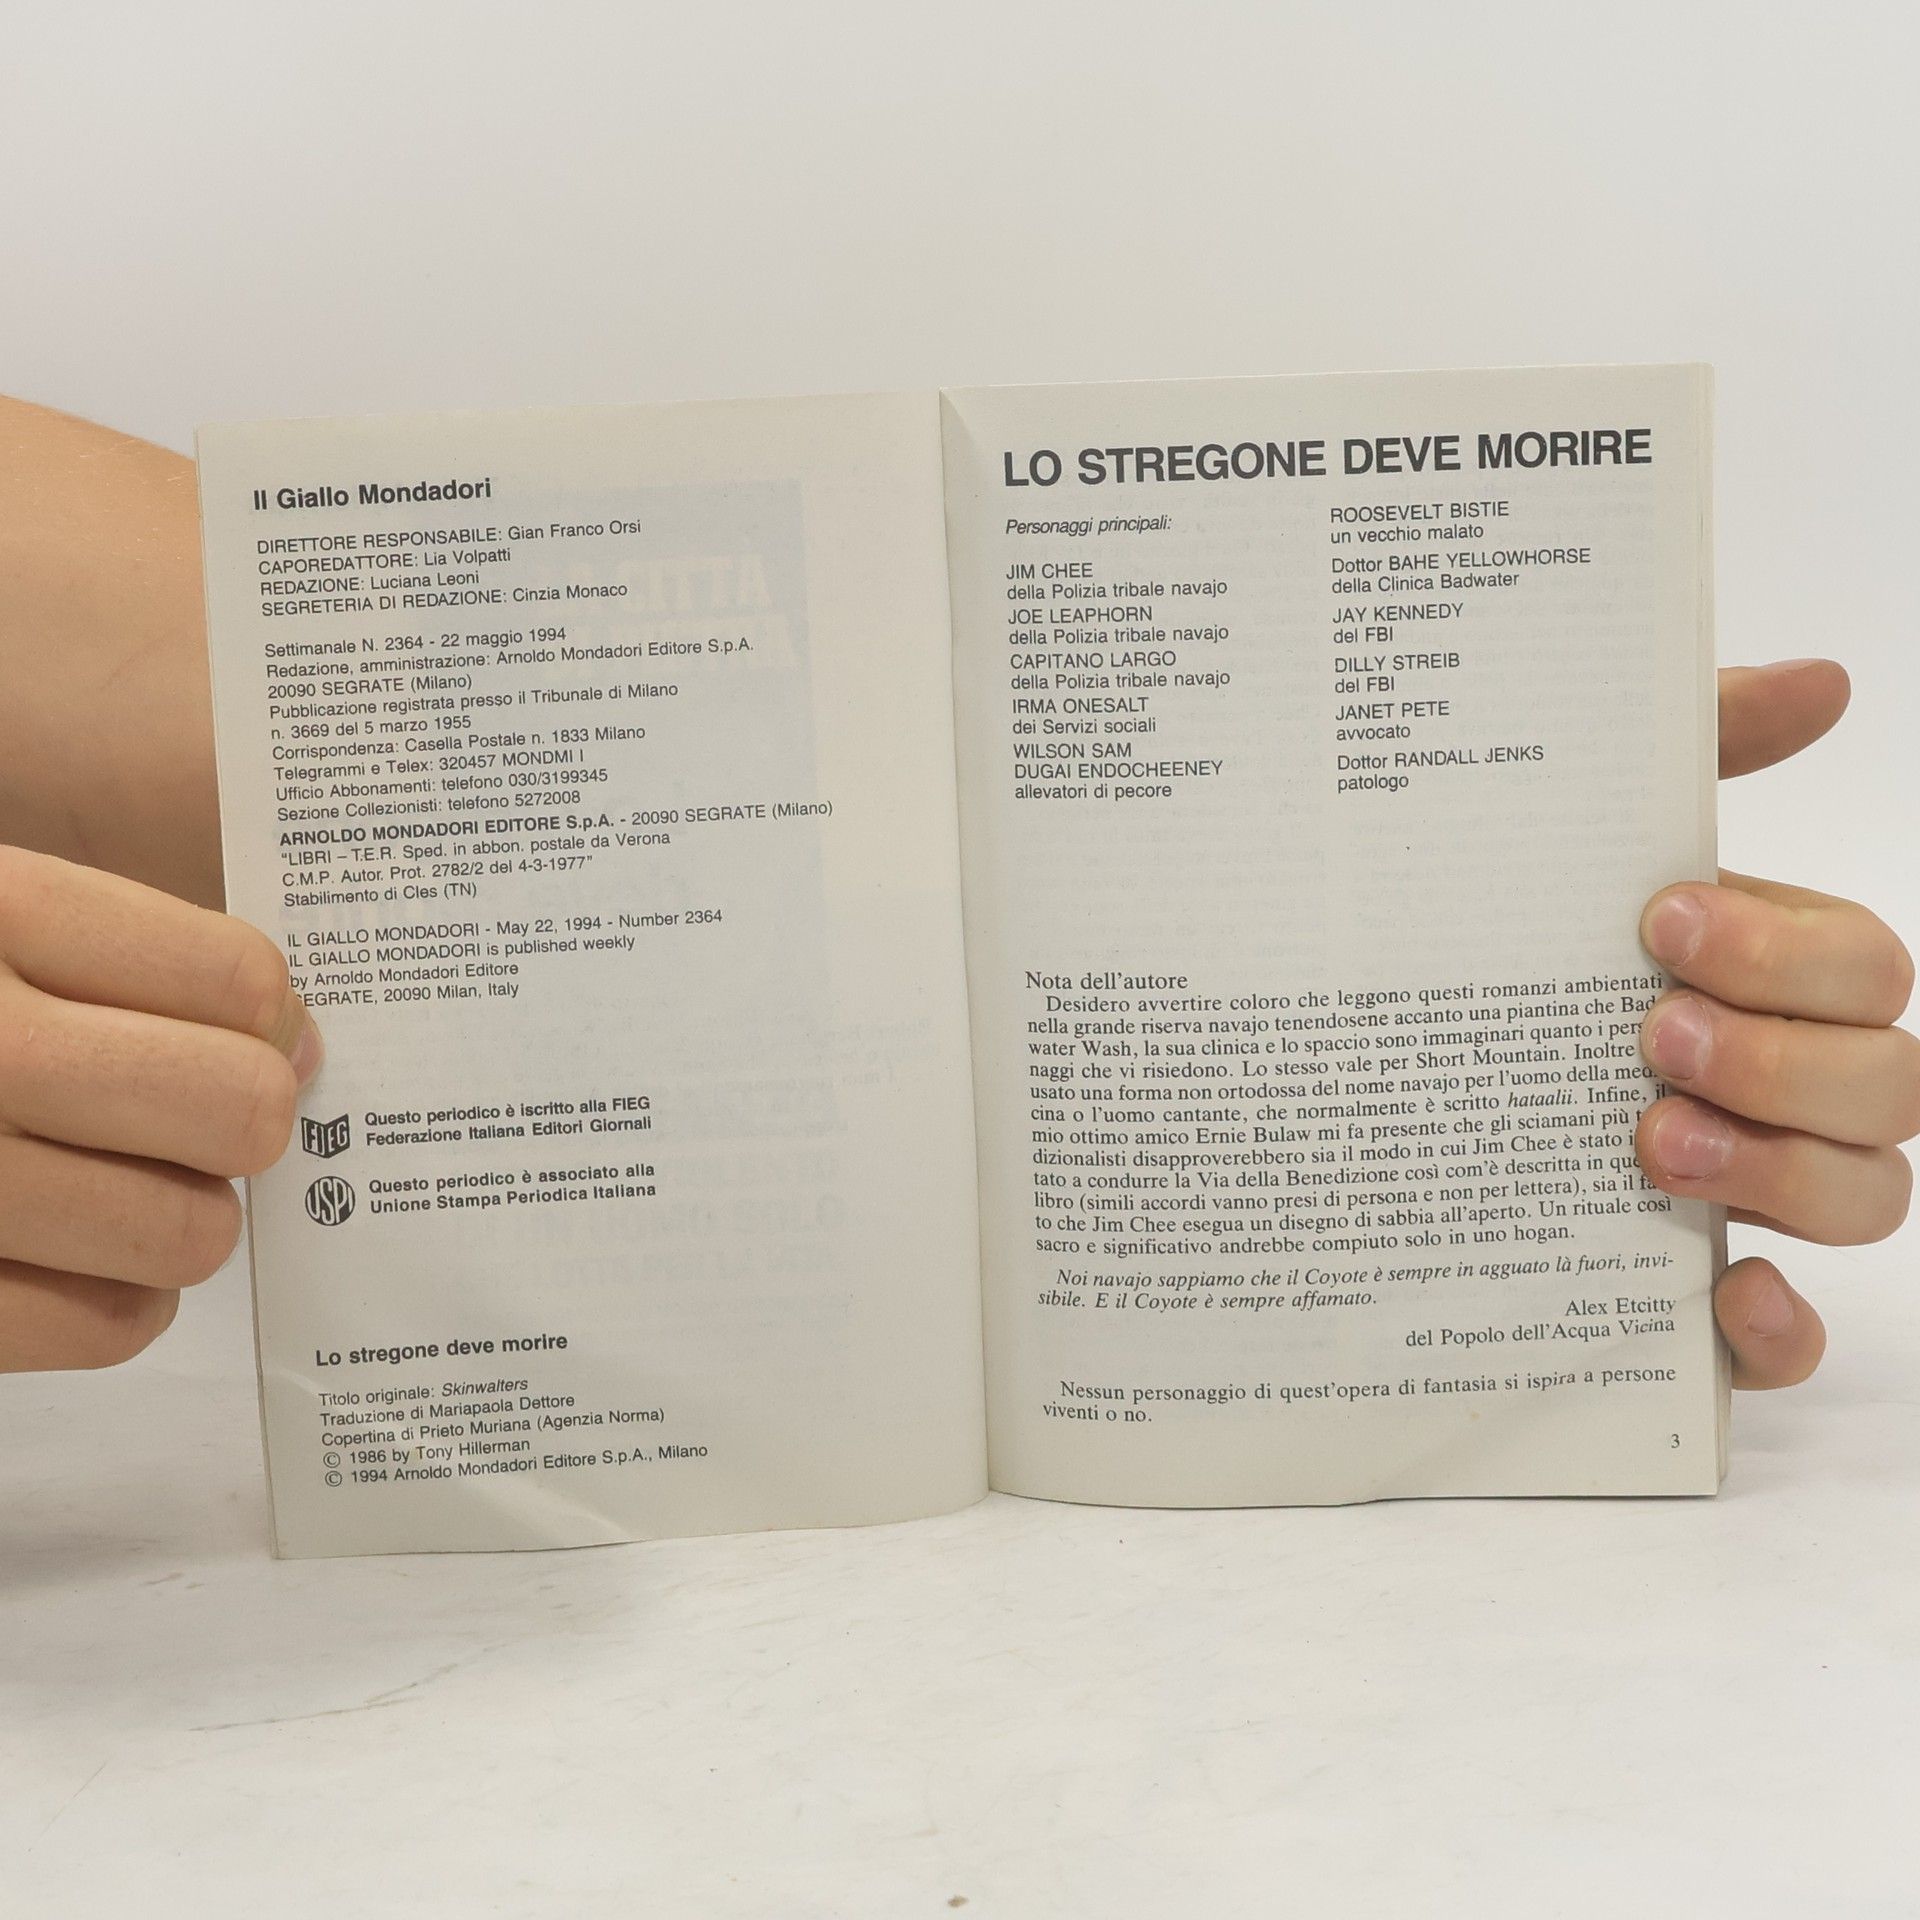 Il Giallo Mondadori
DIRETTORE RESPONSABILE: Gian Franco Orsi
CAPOREDATTORE: Lia Volpatti
REDAZIONE: Luciana Leoni
SEGRETERIA DI REDAZIONE: Cinzia Monaco
Settimanale N. 2364 - 22 maggio 1994
Redazione, amministrazione: Arnoldo Mondadori Editore S.p.A.
20090 SEGRATE (Milano)
Pubblicazione registrata presso il Tribunale di Milano
n. 3669 del 5 marzo 1955
Corrispondenza: Casella Postale n. 1833 Milano
Telegrammi e Telex: 320457 MONDMI I
Ufficio Abbonamenti: telefono 030/3199345
Sezione Collezionisti: telefono 5272008
ARNOLDO MONDADORI EDITORE S.p.A. - 20090 SEGRATE (Milano)
"LIBRI – T.E.R. Sped. in abbon. postale da Verona
C.M.P. Autor. Prot. 2782/2 del 4-3-1977"
Stabilimento di Cles (TN)
IL GIALLO MONDADORI - May 22, 1994 - Number 2364
IL GIALLO MONDADORI is published weekly
by Arnoldo Mondadori Editore
SEGRATE, 20090 Milan, Italy
FIEG
Questo periodico è iscritto alla FIEG
Federazione Italiana Editori Giornali
USPI
Questo periodico è associato alla
Unione Stampa Periodica Italiana
Lo stregone deve morire
Titolo originale: Skinwalters
Traduzione di Mariapaola Dettore
Copertina di Prieto Muriana (Agenzia Norma)
© 1986 by Tony Hillerman
© 1994 Arnoldo Mondadori Editore S.p.A., Milano
LO STREGONE DEVE MORIRE
Personaggi principali:
JIM CHEE
della Polizia tribale navajo
JOE LEAPHORN
della Polizia tribale navajo
CAPITANO LARGO
della Polizia tribale navajo
IRMA ONESALT
dei Servizi sociali
WILSON SAM
DUGAI ENDOCHEENEY
allevatori di pecore
ROOSEVELT BISTIE
un vecchio malato
Dottor BAHE YELLOWHORSE
della Clinica Badwater
JAY KENNEDY
del FBI
DILLY STREIB
del FBI
JANET PETE
avvocato
Dottor RANDALL JENKS
patologo
Nota dell'autore
Desidero avvertire coloro che leggono questi romanzi ambientati
nella grande riserva navajo tenendosene accanto una piantina che Bad
water Wash, la sua clinica e lo spaccio sono immaginari quanto i pers
naggi che vi risiedono. Lo stesso vale per Short Mountain. Inoltre
usato una forma non ortodossa del nome navajo per l'uomo della med
cina o l'uomo cantante, che normalmente è scritto hataalii. Infine, il
mio ottimo amico Ernie Bulaw mi fa presente che gli sciamani più
dizionalisti disapproverebbero sia il modo in cui Jim Chee è stato
tato a condurre la Via della Benedizione così com'è descritta in
libro (simili accordi vanno presi di persona e non per lettera), sia il
to che Jim Chee esegua un disegno di sabbia all'aperto. Un rituale così
sacro e significativo andrebbe compiuto solo in uno hogan.
Noi navajo sappiamo che il Coyote è sempre in agguato là fuori, invi-
sibile. E il Coyote è sempre affamato.
Alex Etcitty
del Popolo dell'Acqua Vicina
Nessun personaggio di quest'opera di fantasia si ispira a persone
viventi o no.
3